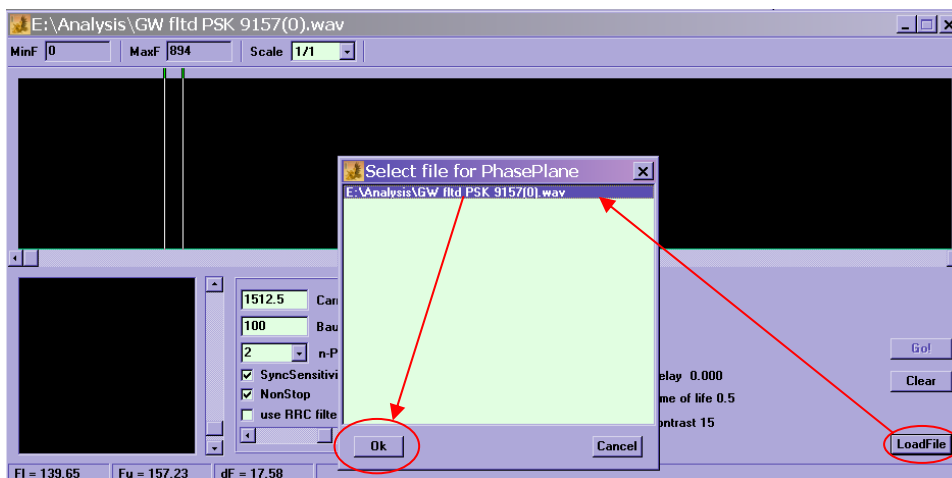 E:\Analysis\GW fltd PSK 9157(0).wav
MinF 0 MaxF 894 Scale 1/1
Select file for PhasePlane
E:\Analysis\GW fltd PSK 9157(0).wav
1512.5 Car
100 Bau
2 n-P
SyncSensitivi
NonStop
use RRC filte
elay 0.000
me of life 0.5
ontrast 15
Go!
Clear
LoadFile
Ok Cancel
Fl = 139.65 Fu = 157.23 dF = 17.58